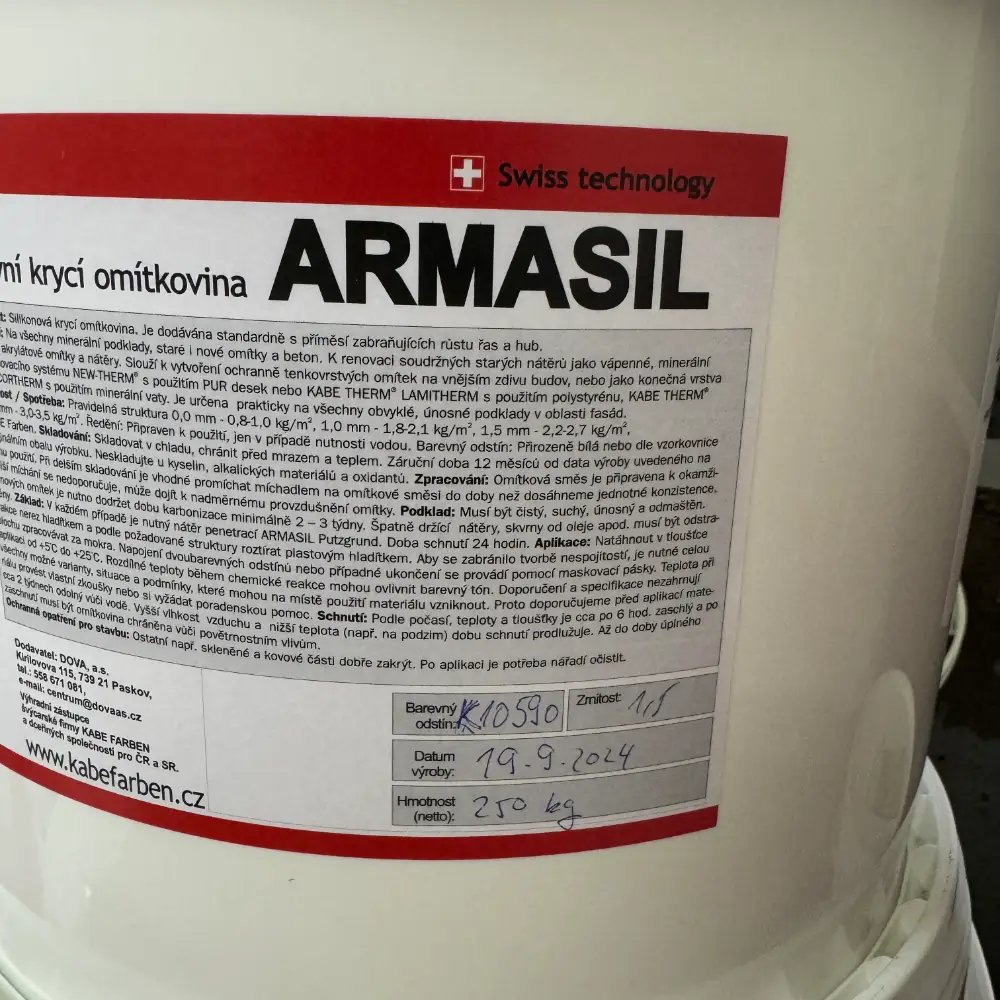 Swiss technology
ní krycí omítkovina ARMASIL
Silikonová krycí omítkovina. Je dodávána standardně s příměsí zabraňujících růstu řas a hub.
Na všechny minerální podklady, staré i nové omítky a beton. K renovaci soudržných starých nátěrů jako vápenné, minerální
akrylátové omítky a nátěry. Slouží k vytvoření ochranně tenkovrstvých omítek na vnějším zdivu budov, nebo jako konečná vrstva
ovacího systému NEW-THERM® s použitím PUR desek nebo KABE THERM® LAMITHERM s použitím polystyrénu, KABE THERM®
CORTHERM s použitím minerální vaty. Je určena prakticky na všechny obvyklé, únosné podklady v oblasti fasád.
ost / Spotřeba: Pravidelná struktura 0,0 mm - 0,8-1,0 kg/m², 1,0 mm - 1,8-2,1 kg/m², 1,5 mm - 2,2-2,7 kg/m²,
mm - 3,0-3,5 kg/m². Ředění: Připraven k použití, jen v případě nutnosti vodou. Barevný odstín: Přirozeně bílá nebo dle vzorkovnice
E Farben. Skladování: Skladovat v chladu, chránit před mrazem a teplem. Záruční doba 12 měsíců od data výroby uvedeného na
inálním obalu výrobku. Neskladujte u kyselin, alkalických materiálů a oxidantů. Zpracování: Omítková směs je připravena k okamži-
u použití. Při delším skladování je vhodné promíchat míchadlem na omítkové směsi do doby než dosáhneme jednotné konzistence.
ší míchání se nedoporučuje, může dojít k nadměrnému provzdušnění omítky. Podklad: Musí být čistý, suchý, únosný a odmaštěn.
nových omítek je nutno dodržet dobu karbonizace minimálně 2 – 3 týdny. Špatně držící nátěry, skvrny od oleje apod. musí být odstra-
ěny. Základ: V každém případě je nutný nátěr penetrací ARMASIL Putzgrund. Doba schnutí 24 hodin. Aplikace: Natáhnout v tloušťce
akce nerez hladítkem a podle požadované struktury roztírat plastovým hladítkem. Aby se zabránilo tvorbě nespojitostí, je nutné celou
plochu zpracovávat za mokra. Napojení dvoubarevných odstínů nebo případné ukončení se provádí pomocí maskovací pásky. Teplota při
aplikaci od +5°C do +25°C. Rozdílné teploty během chemické reakce mohou ovlivnit barevný tón. Doporučení a specifikace nezahrnují
všechny možné varianty, situace a podmínky, které mohou na místě použití materiálu vzniknout. Proto doporučujeme před aplikací mate-
riálu provést vlastní zkoušky nebo si vyžádat poradenskou pomoc. Schnutí: Podle počasí, teploty a tloušťky je cca po 6 hod. zaschlý a po
cca 2 týdnech odolný vůči vodě. Vyšší vlhkost vzduchu a nižší teplota (např. na podzim) dobu schnutí prodlužuje. Až do doby úplného
zaschnutí musí být omítkovina chráněna vůči povětrnostním vlivům.
Ochranná opatření pro stavbu: Ostatní např. skleněné a kovové části dobře zakrýt. Po aplikaci je potřeba nářadí očistit.
Dodavatel: DOVA, a.s.
Kirilovova 115, 739 21 Paskov,
tel.: 558 671 081,
e-mail: centrum@dovaas.cz
Výhradní zástupce
švýcarské firmy KABE FARBEN
a dceřiných společností pro ČR a SR.
www.kabefarben.cz
Barevný odstín: K10590
Zrnitost: 1,5
Datum výroby: 19.9.2024
Hmotnost (netto): 250 kg